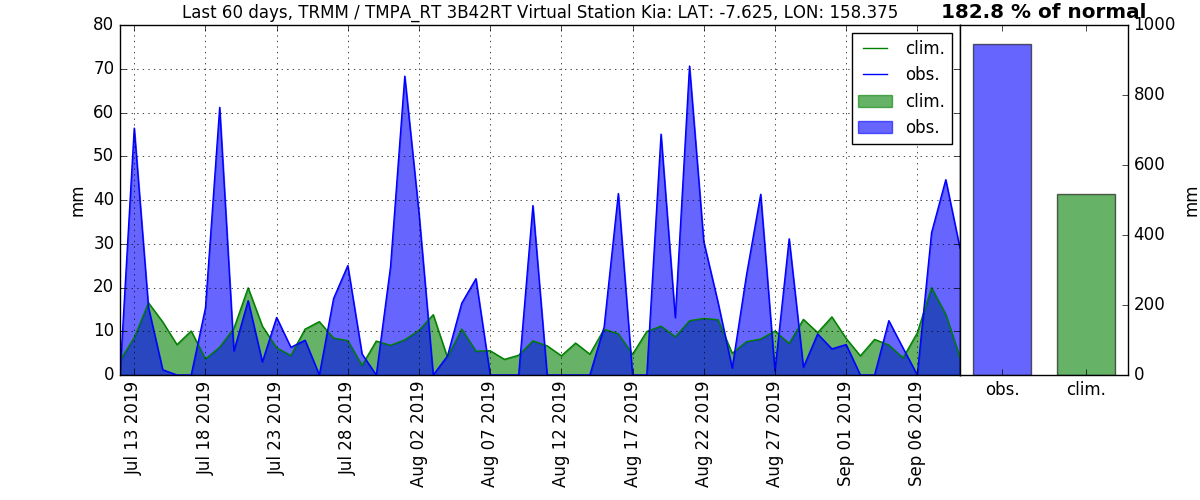 Last 60 days, TRMM / TMPA_RT 3B42RT Virtual Station Kia: LAT: -7.625, LON: 158.375
182.8 % of normal
80
70
60
50
40
30
20
10
0
mm
clim.
obs.
clim.
obs.
1000
800
600
400
200
0
mm
obs.
clim.
Jul 13 2019
Jul 18 2019
Jul 23 2019
Jul 28 2019
Aug 02 2019
Aug 07 2019
Aug 12 2019
Aug 17 2019
Aug 22 2019
Aug 27 2019
Sep 01 2019
Sep 06 2019